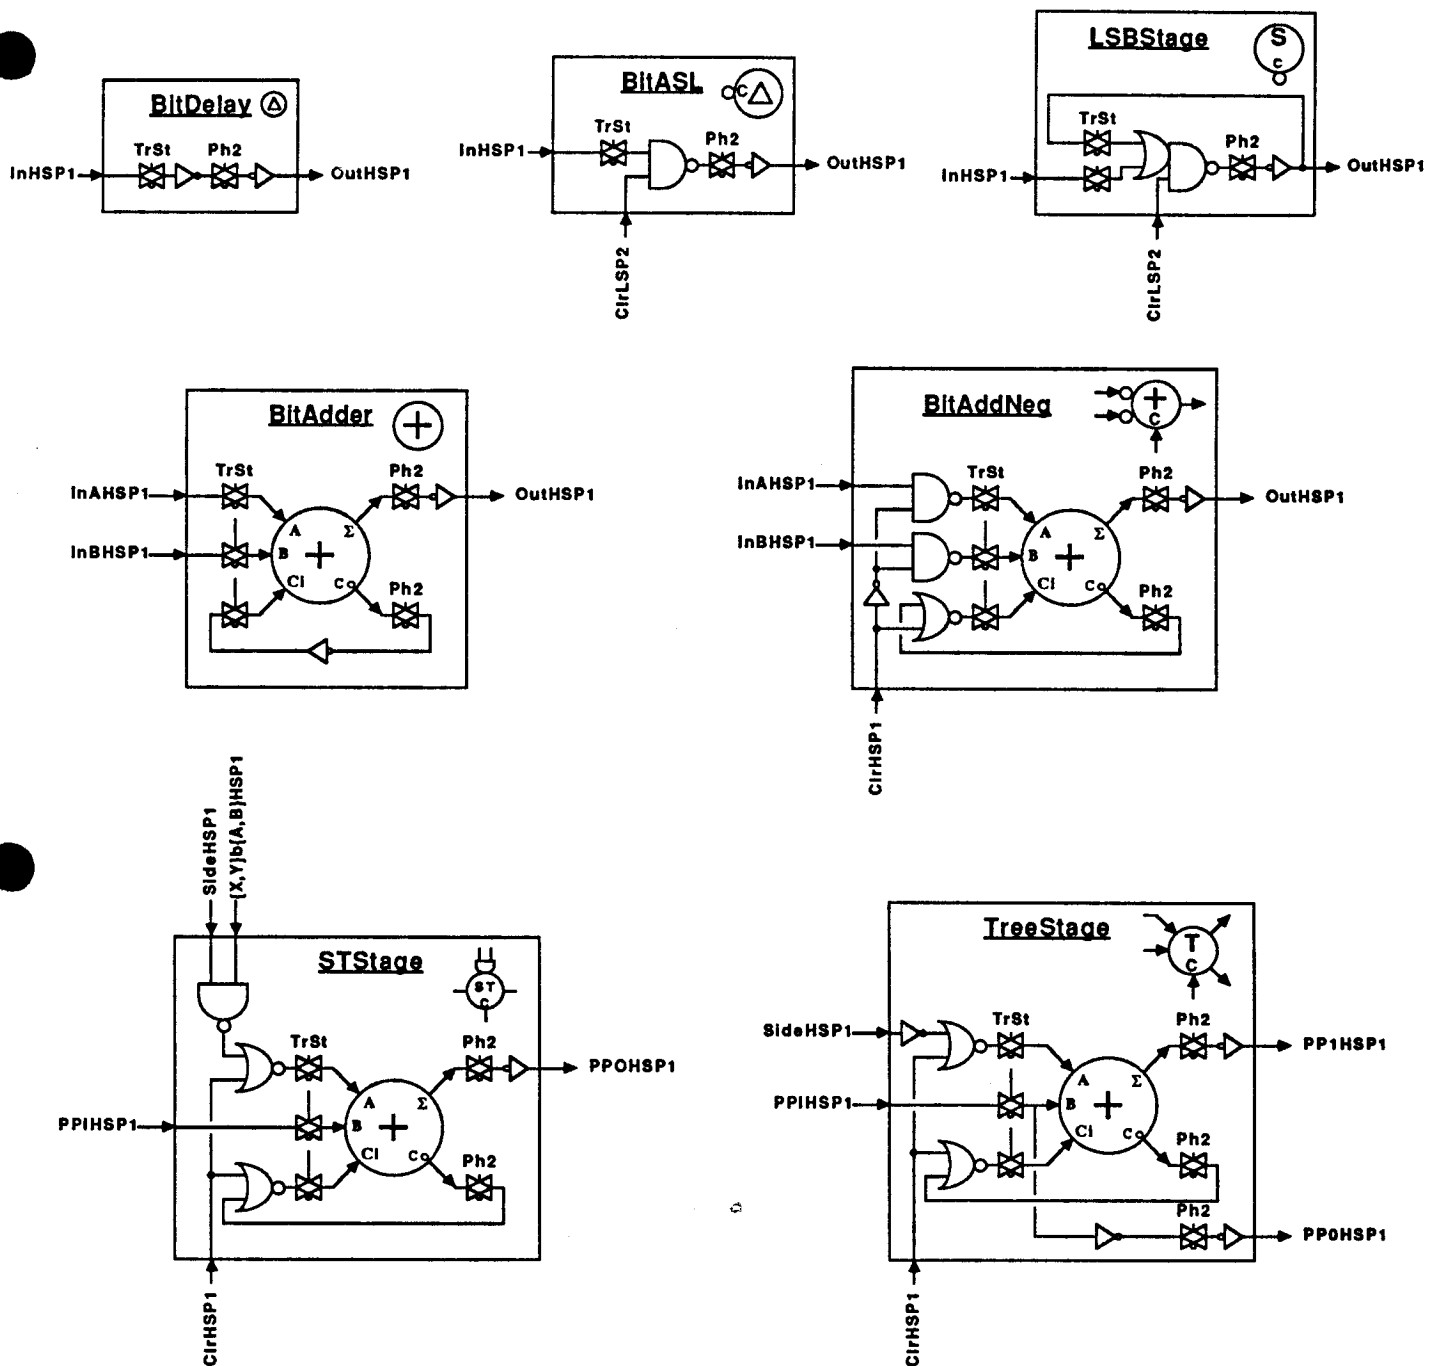 BitDelay
TrSt
Ph2
InHSP1
OutHSP1
BitASL
C
TrSt
Ph2
InHSP1
OutHSP1
ClrLSP2
LSBStage
S
C
TrSt
Ph2
InHSP1
OutHSP1
ClrLSP2
BitAdder
+
TrSt
Ph2
InAHSP1
OutHSP1
A
Σ
InBHSP1
B
+
CI
Co
Ph2
BitAddNeg
+
C
InAHSP1
TrSt
Ph2
OutHSP1
A
Σ
InBHSP1
B
+
CI
Co
Ph2
ClrHSP1
SideHSP1
{X,Y}b{A,B}HSP1
STStage
ST
C
TrSt
Ph2
PPOHSP1
A
Σ
PPIHSP1
B
+
CI
Co
Ph2
ClrHSP1
TreeStage
T
C
SideHSP1
TrSt
Ph2
PP1HSP1
A
Σ
PPIHSP1
B
+
CI
Co
Ph2
Ph2
PP0HSP1
ClrHSP1